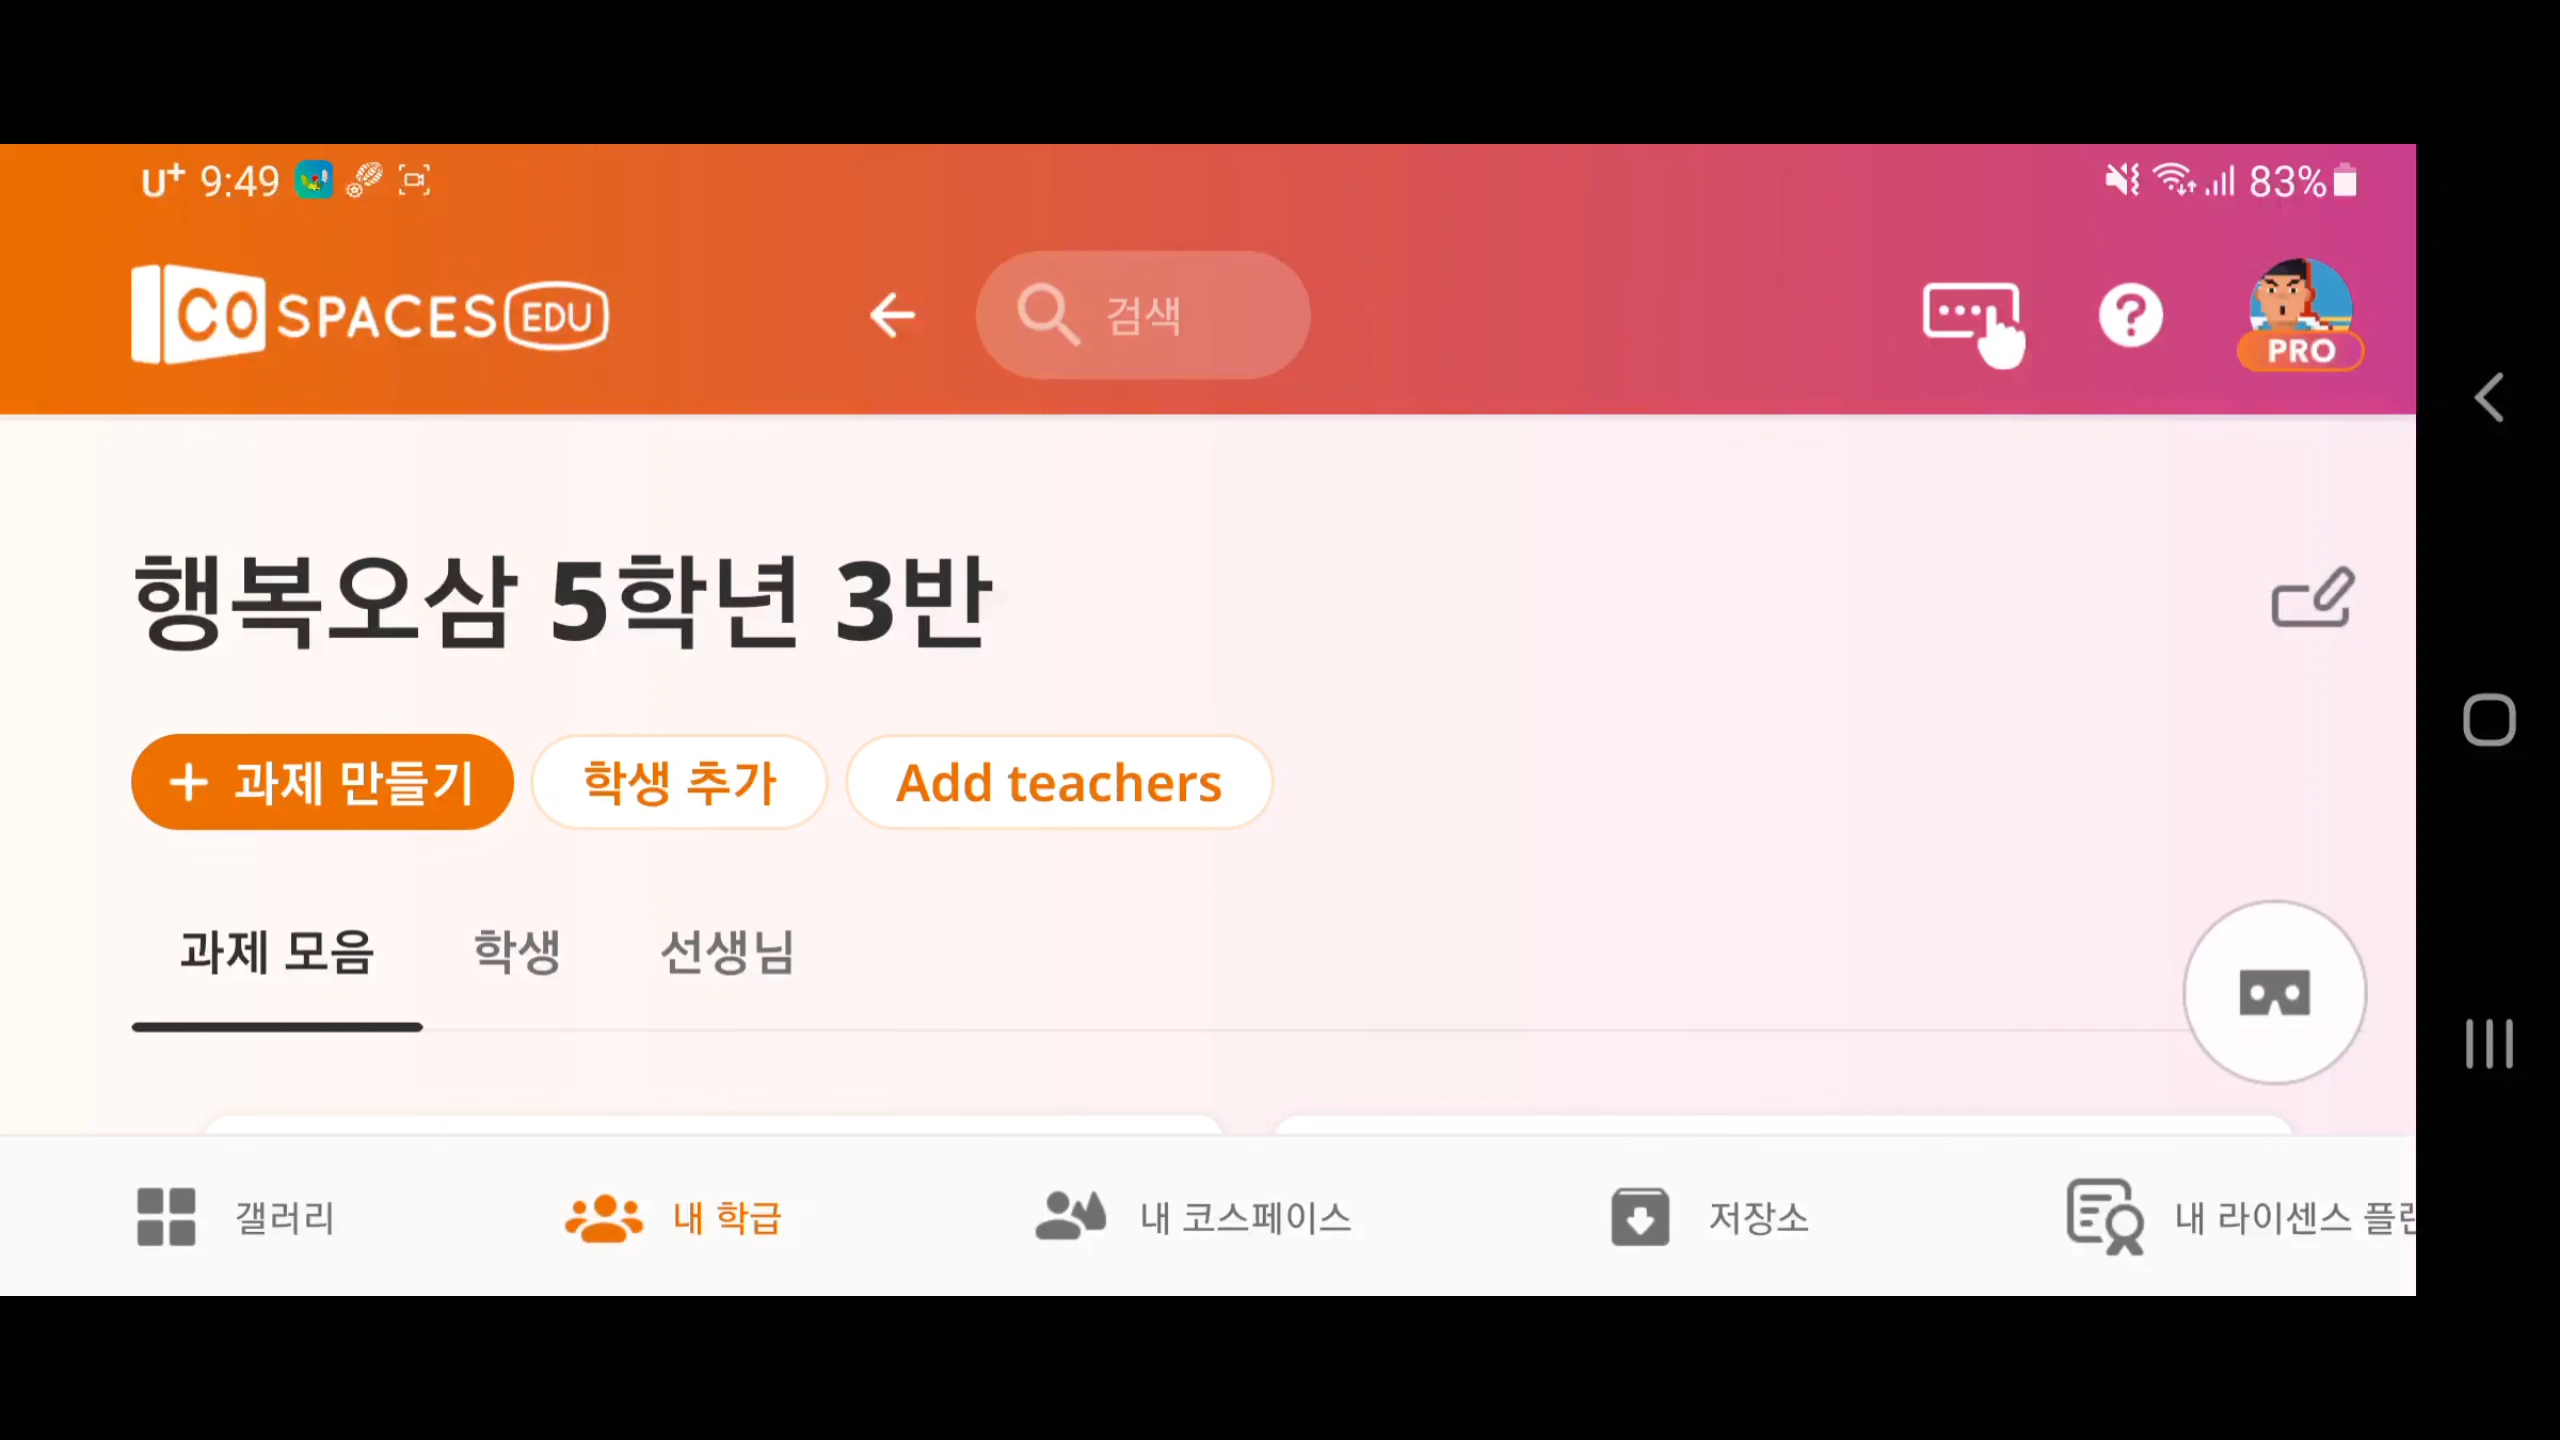 U+ 9:49 83%
CO SPACES EDU 검색 PRO
행복오삼 5학년 3반
+ 과제 만들기 학생 추가 Add teachers
과제 모음 학생 선생님
갤러리 내 학급 내 코스페이스 저장소 내 라이센스